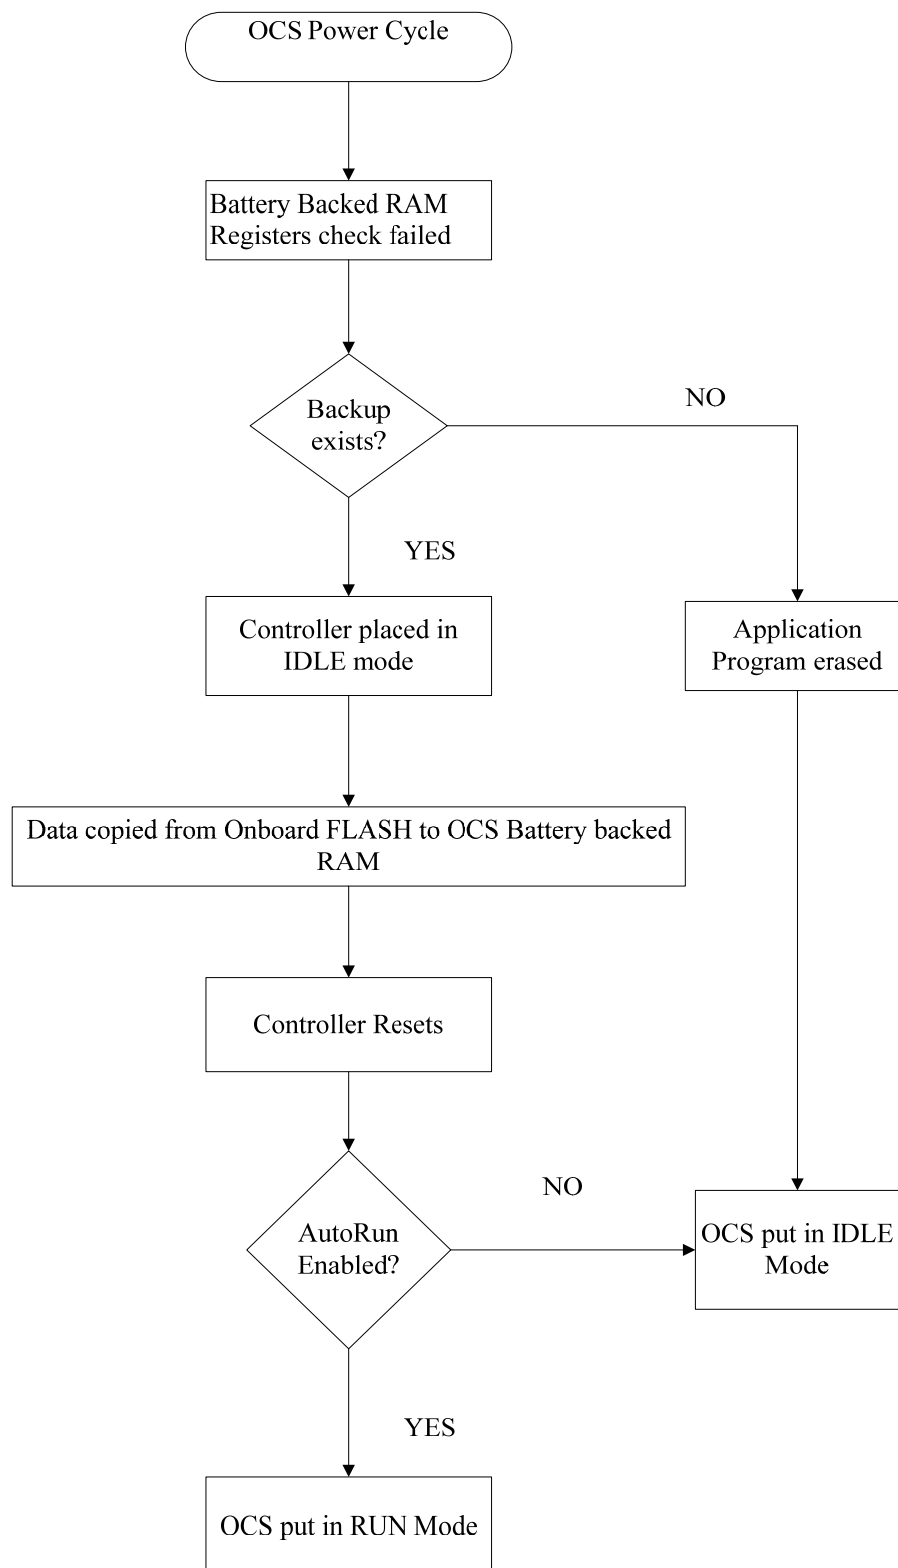 OCS Power Cycle
Battery Backed RAM
Registers check failed
Backup
exists?
NO
YES
Controller placed in
IDLE mode
Application
Program erased
Data copied from Onboard FLASH to OCS Battery backed
RAM
Controller Resets
NO
AutoRun
Enabled?
OCS put in IDLE
Mode
YES
OCS put in RUN Mode